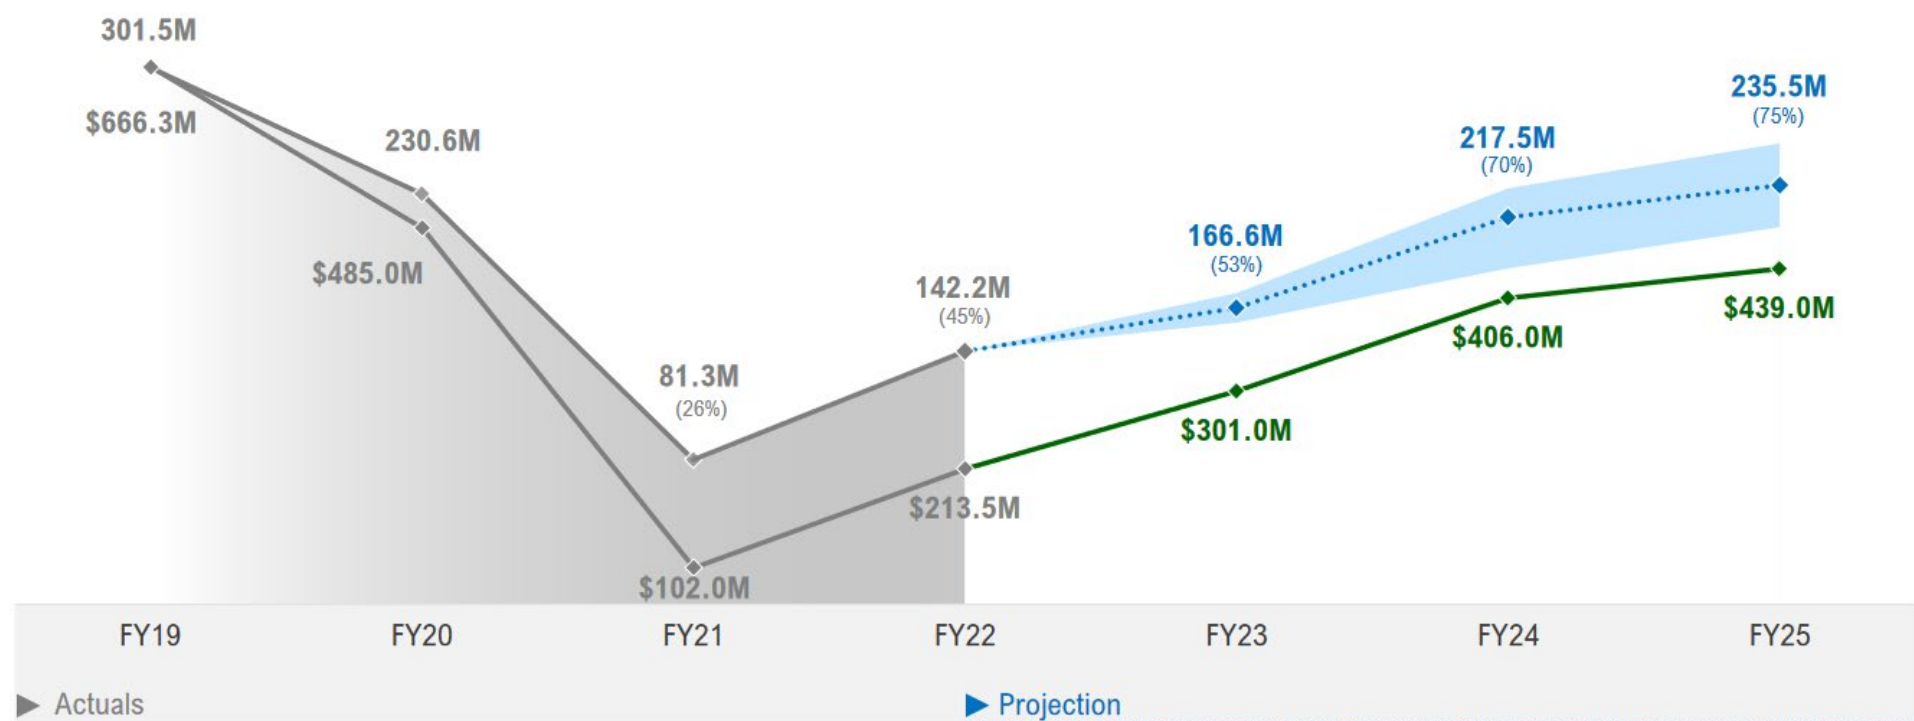 301.5M
$666.3M
230.6M
$485.0M
81.3M
(26%)
$102.0M
142.2M
(45%)
$213.5M
166.6M
(53%)
$301.0M
217.5M
(70%)
$406.0M
235.5M
(75%)
$439.0M
FY19 FY20 FY21 FY22 FY23 FY24 FY25
▶ Actuals ▶ Projection